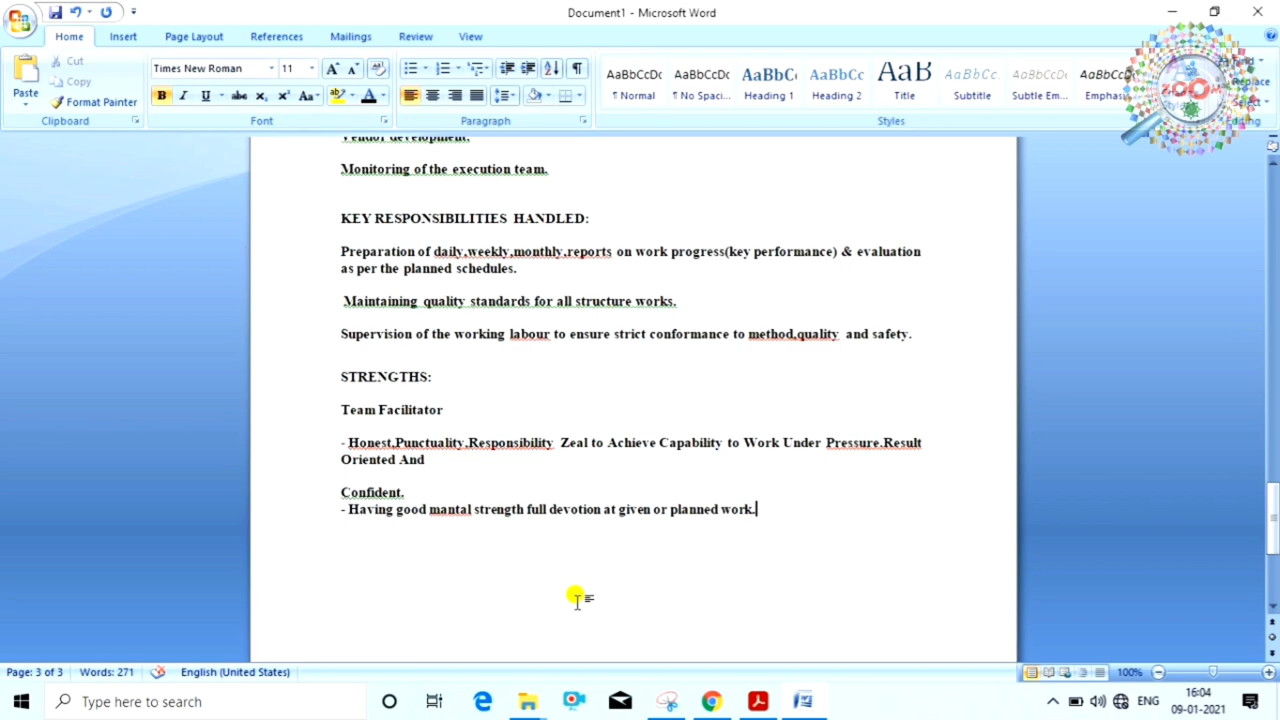 Document1 - Microsoft Word
Home Insert Page Layout References Mailings Review View
Paste Cut Copy Format Painter Clipboard
Times New Roman 11 Font
Paragraph
AaBbCcDc AaBbCcDc AaBbC AaBbCc AaB AaBbCc. AaBbCcDc AaBbCcDc
¶ Normal ¶ No Spaci... Heading 1 Heading 2 Title Subtitle Subtle Em... Emphasis
Styles
Replace
Select
Editing
ZOOM
Vendor development.
Monitoring of the execution team.
KEY RESPONSIBILITIES HANDLED:
Preparation of daily,weekly,monthly,reports on work progress(key performance) & evaluation
as per the planned schedules.
Maintaining quality standards for all structure works.
Supervision of the working labour to ensure strict conformance to method,quality and safety.
STRENGTHS:
Team Facilitator
- Honest,Punctuality,Responsibility Zeal to Achieve Capability to Work Under Pressure.Result
Oriented And
Confident.
- Having good mantal strength full devotion at given or planned work.
Page: 3 of 3 Words: 271 English (United States) 100%
Type here to search ENG 16:04
09-01-2021